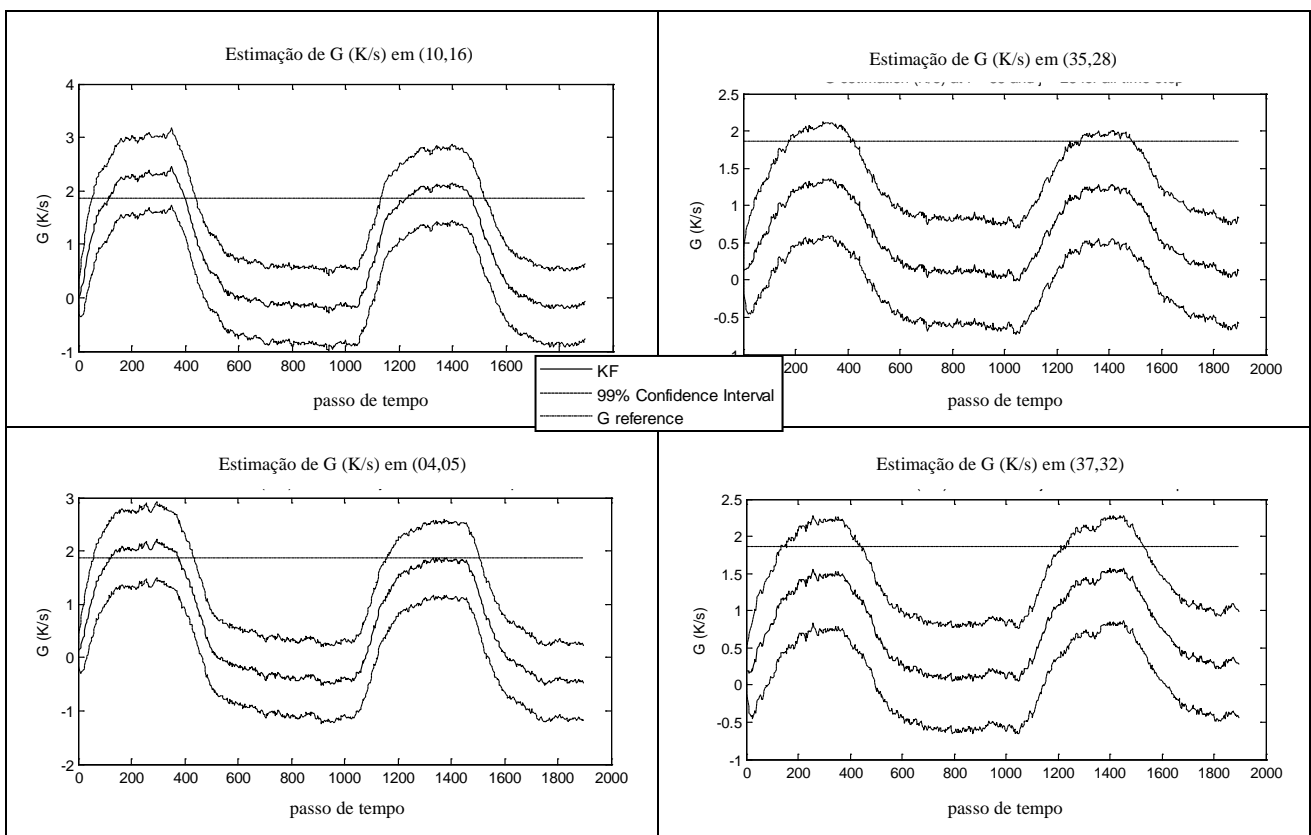 Estimação de G (K/s) em (10,16)
4
3
2
1
0
-1
G (K/s)
0 200 400 600 800 1000 1200 1400 1600 1800 2000
passo de tempo
Estimação de G (K/s) em (35,28)
2.5
2
1.5
1
0.5
0
-0.5
G (K/s)
200 400 600 800 1000 1200 1400 1600 1800 2000
passo de tempo
KF
99% Confidence Interval
G reference
Estimação de G (K/s) em (04,05)
3
2
1
0
-1
-2
G (K/s)
0 200 400 600 800 1000 1200 1400 1600 1800 2000
passo de tempo
Estimação de G (K/s) em (37,32)
2.5
2
1.5
1
0.5
0
-0.5
-1
G (K/s)
0 200 400 600 800 1000 1200 1400 1600 1800 2000
passo de tempo